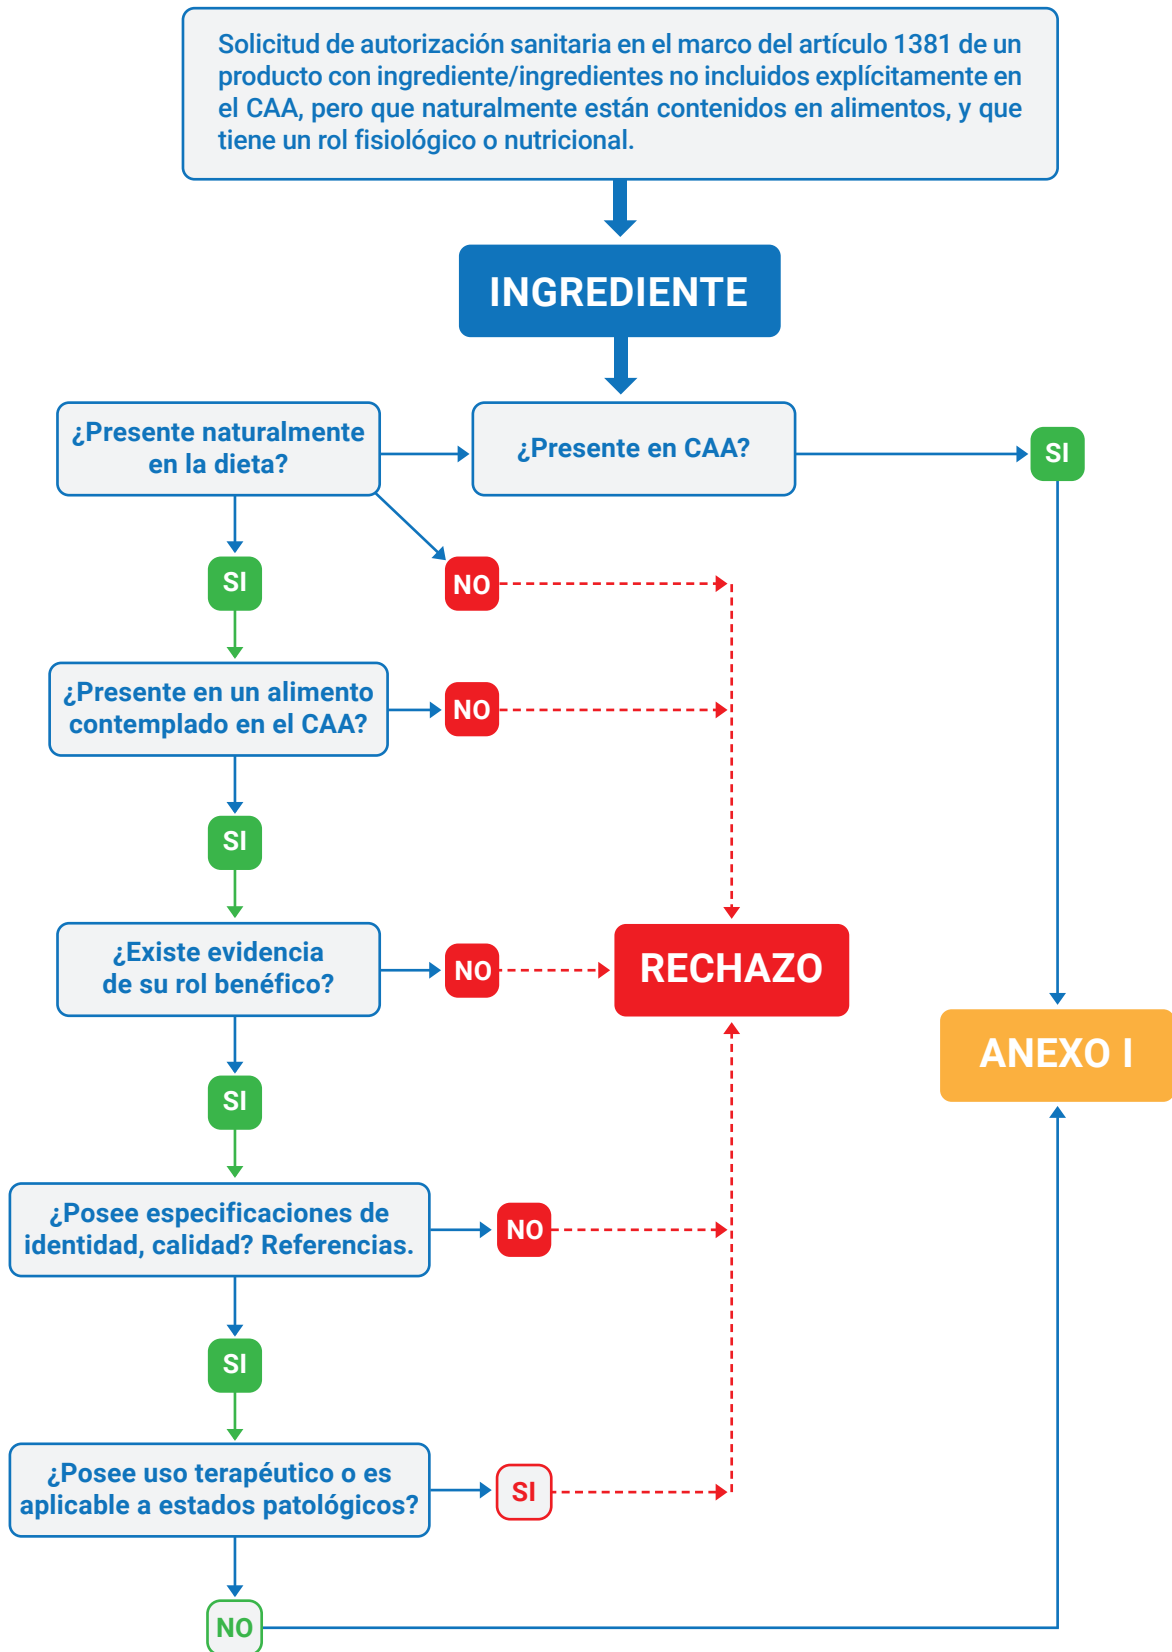 Solicitud de autorización sanitaria en el marco del artículo 1381 de un
producto con ingrediente/ingredientes no incluidos explícitamente en
el CAA, pero que naturalmente están contenidos en alimentos, y que
tiene un rol fisiológico o nutricional.
INGREDIENTE
¿Presente naturalmente
en la dieta?
¿Presente en CAA?
SI
SI
NO
¿Presente en un alimento
contemplado en el CAA?
NO
SI
¿Existe evidencia
de su rol benéfico?
NO
RECHAZO
ANEXO I
SI
¿Posee especificaciones de
identidad, calidad? Referencias.
NO
SI
¿Posee uso terapéutico o es
aplicable a estados patológicos?
SI
NO